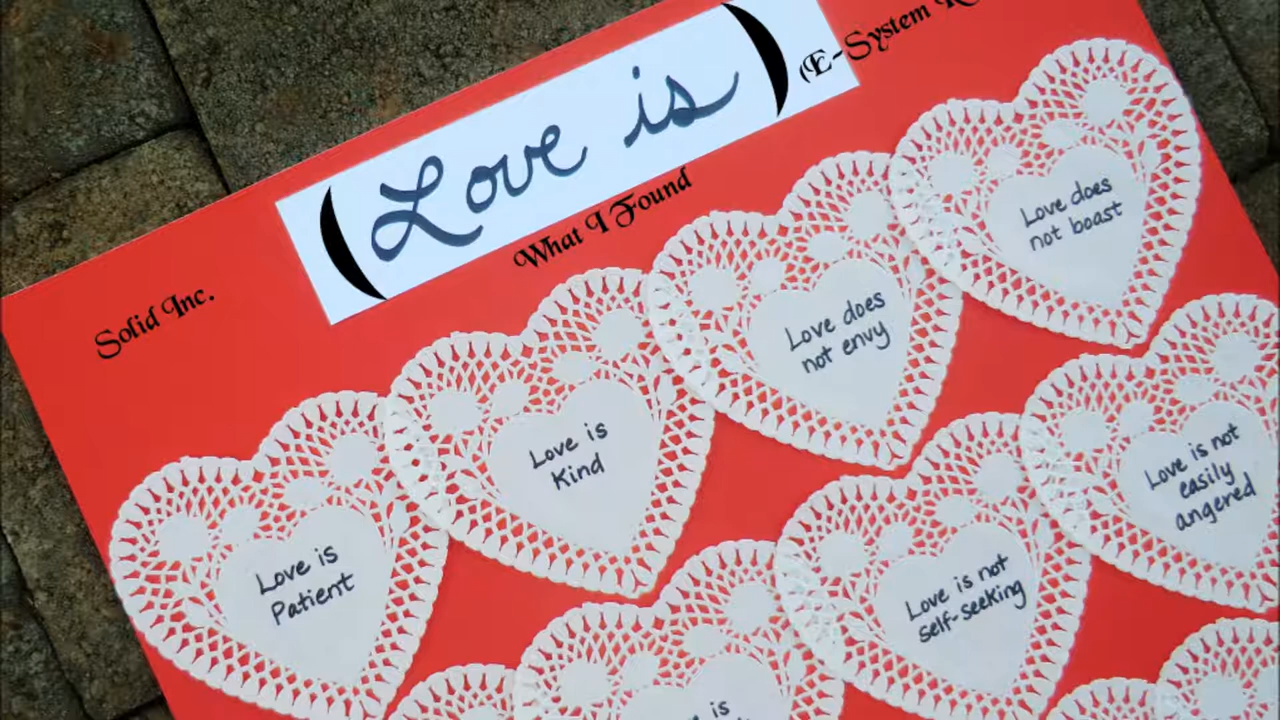 (Love is)
(E-System
Solid Inc.
What I Found
Love does
not boast
Love does
not envy
Love is
Kind
Love is
Patient
Love is not
easily
angered
Love is not
self-seeking
is